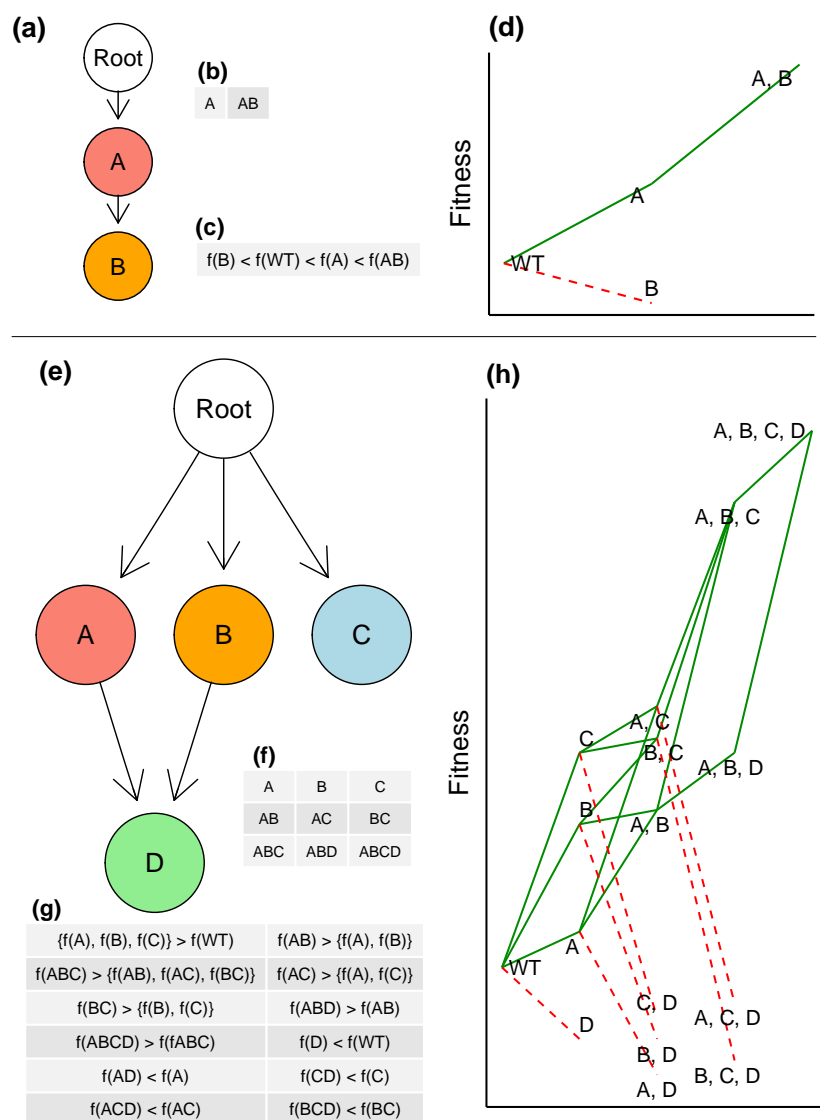 (a)
Root
A
B
(b)
A AB
(c)
f(B) < f(WT) < f(A) < f(AB)
(d)
Fitness
A, B
A
WT
B
(e)
Root
A B C
D
(f)
A B C
AB AC BC
ABC ABD ABCD
(g)
{f(A), f(B), f(C)} > f(WT) f(AB) > {f(A), f(B)}
f(ABC) > {f(AB), f(AC), f(BC)} f(AC) > {f(A), f(C)}
f(BC) > {f(B), f(C)} f(ABD) > f(AB)
f(ABCD) > f(fABC) f(D) < f(WT)
f(AD) < f(A) f(CD) < f(C)
f(ACD) < f(AC) f(BCD) < f(BC)
(h)
Fitness
A, B, C, D
A, B, C
A, C
C
B, C
A, B, D
B
A, B
A
WT
C, D
D
A, C, D
B, D
B, C, D
A, D